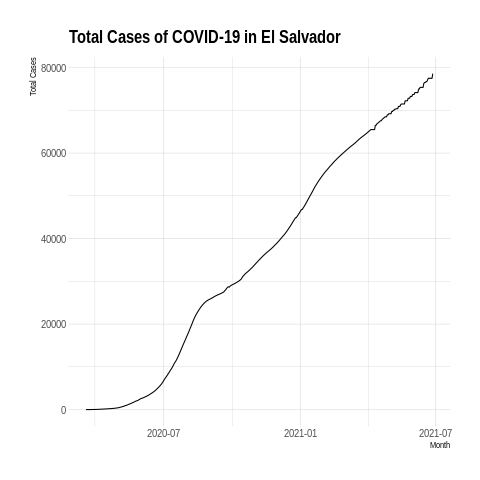 Total Cases of COVID-19 in El Salvador
Total Cases
80000
60000
40000
20000
0
2020-07
2021-01
2021-07
Month